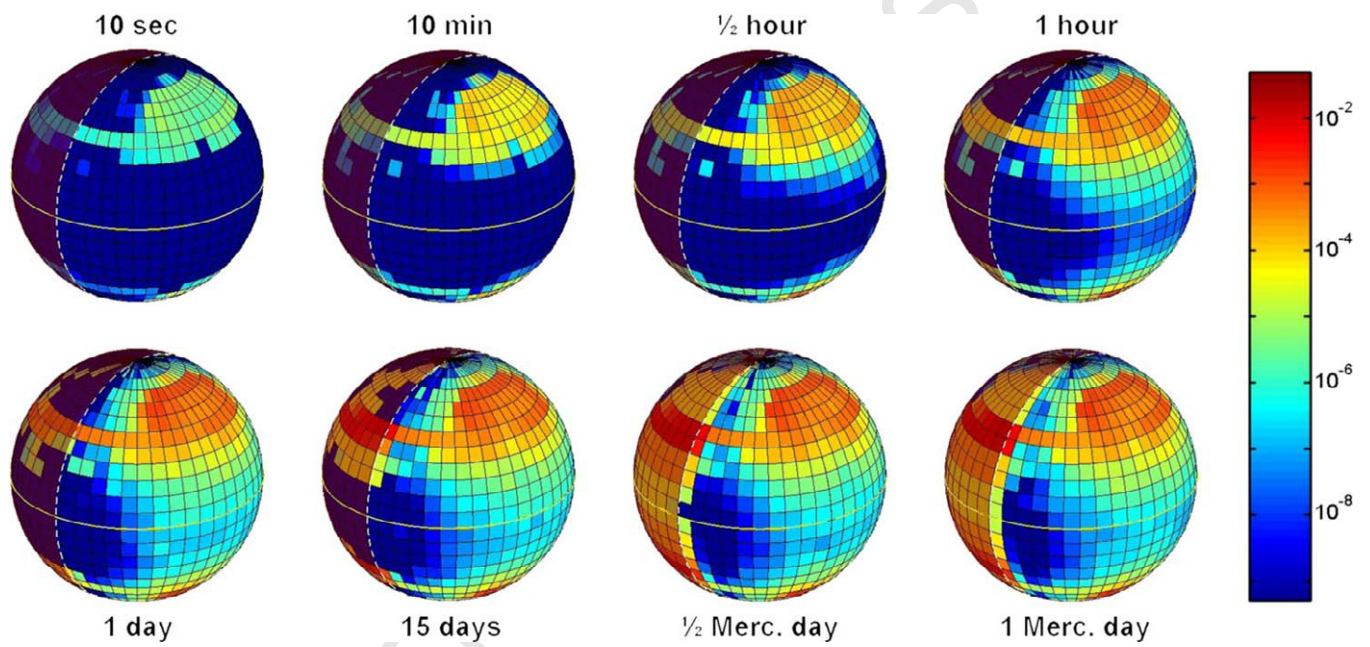 10 sec
10 min
½ hour
1 hour
10⁻²
10⁻⁴
10⁻⁶
10⁻⁸
1 day
15 days
½ Merc. day
1 Merc. day